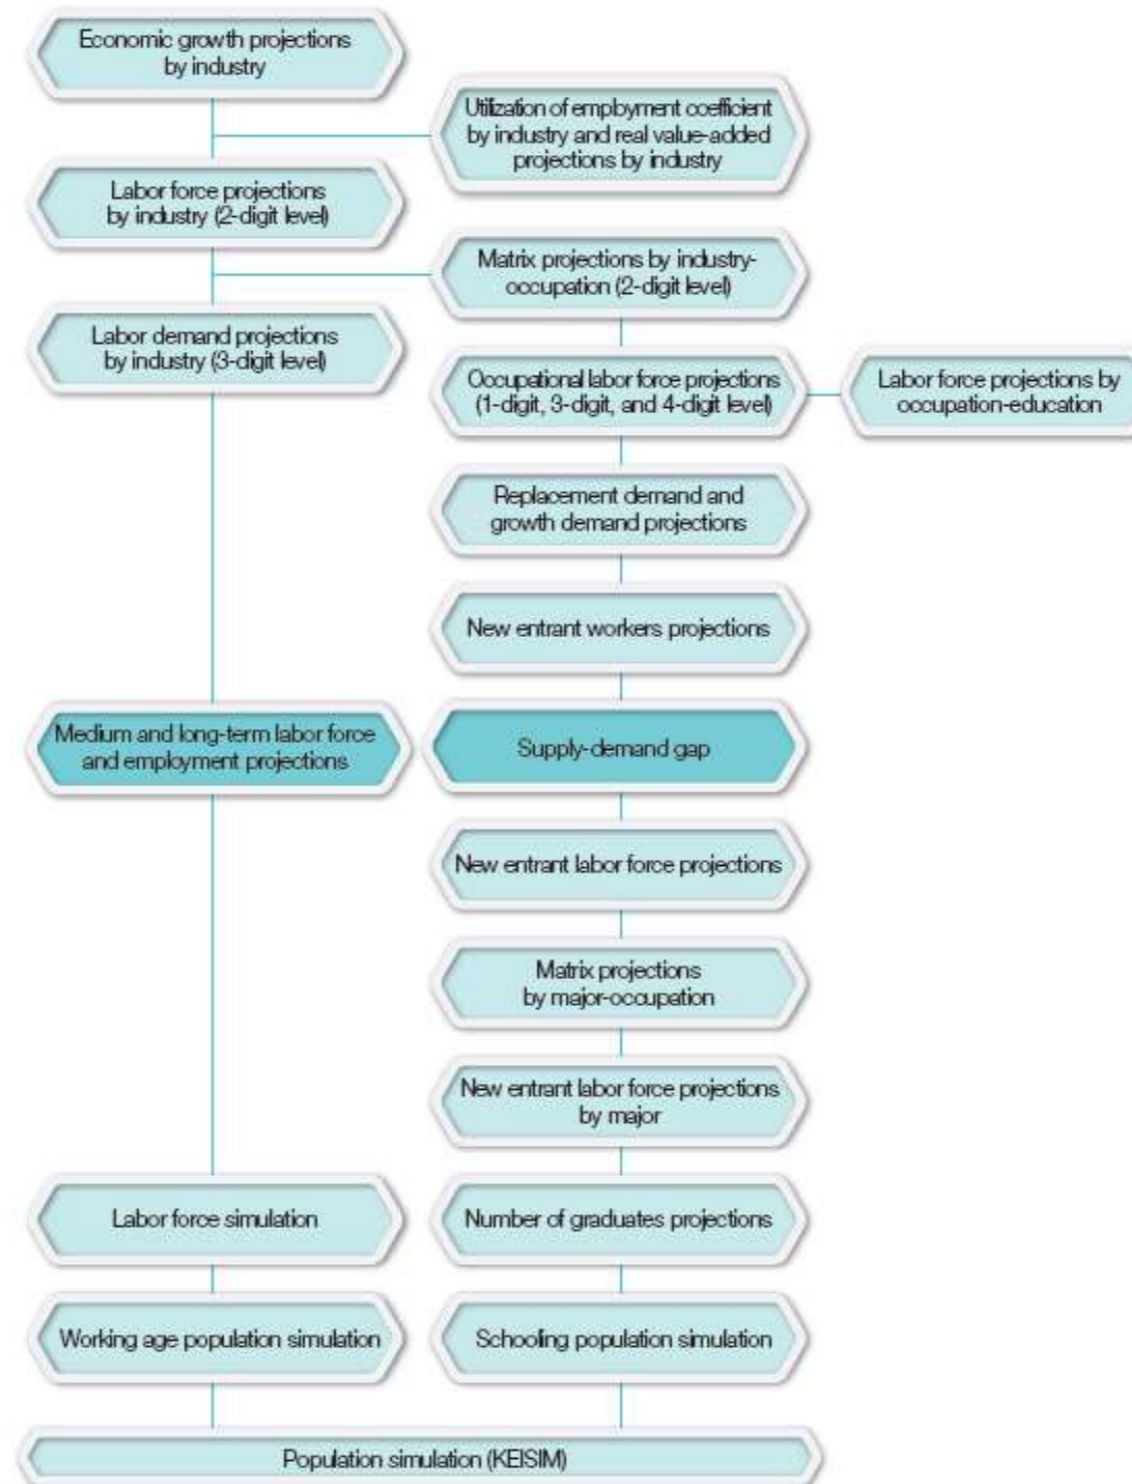 Economic growth projections
by industry
Utilization of empbyment coefficient
by industry and real value-added
projections by industry
Labor force projections
by industry (2-digit level)
Matrix projections by industry-
occupation (2-digit level)
Labor demand projections
by industry (3-digit level)
Occupational labor force projections
(1-digit, 3-digit, and 4-digit level)
Labor force projections by
occupation-education
Replacement demand and
growth demand projections
New entrant workers projections
Medium and long-term labor force
and employment projections
Supply-demand gap
New entrant labor force projections
Matrix projections
by major-occupation
New entrant labor force projections
by major
Labor force simulation
Number of graduates projections
Working age population simulation
Schooling population simulation
Population simulation (KEISIM)